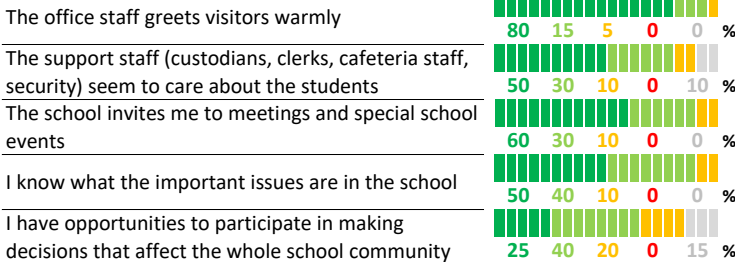 The office staff greets visitors warmly
80 15 5 0 0 %
The support staff (custodians, clerks, cafeteria staff,
security) seem to care about the students
50 30 10 0 10 %
The school invites me to meetings and special school
events
60 30 10 0 0 %
I know what the important issues are in the school
50 40 10 0 0 %
I have opportunities to participate in making
decisions that affect the whole school community
25 40 20 0 15 %